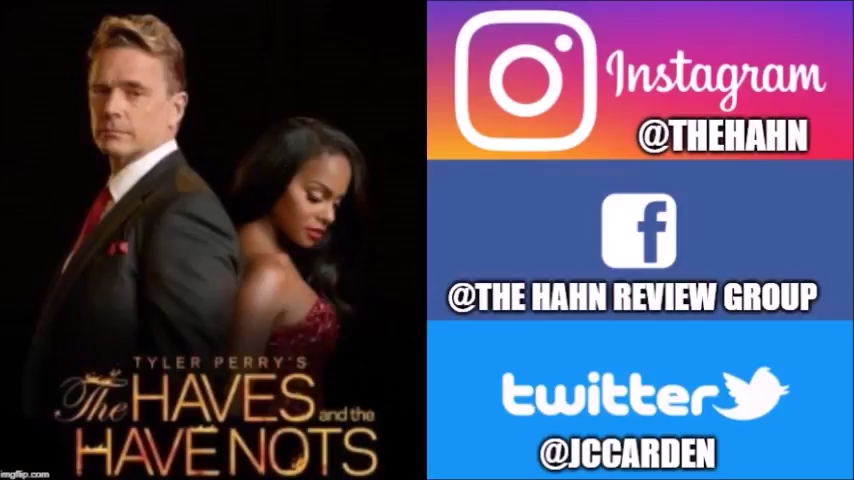 TYLER PERRY'S
The HAVES and the
HAVE NOTS
imgflip.com
Instagram
@THEHAHN
f
@THE HAHN REVIEW GROUP
twitter
@JCCARDEN